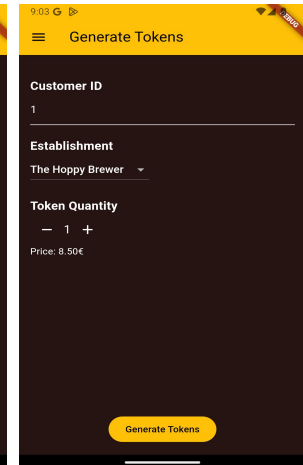 9:03 G
DEBUG
Generate Tokens
Customer ID
1
Establishment
The Hoppy Brewer
Token Quantity
1
Price: 8.50€
Generate Tokens